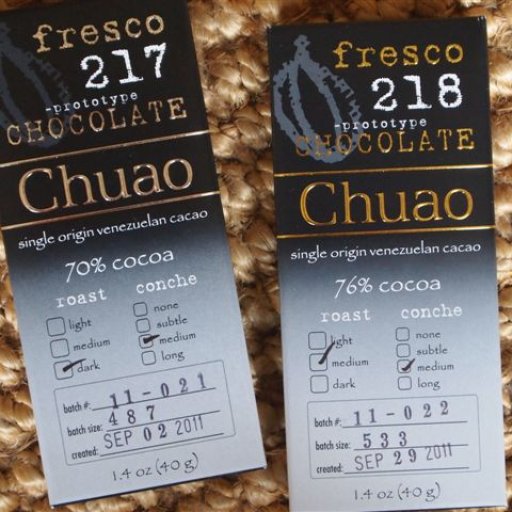 fresco
217
-prototype
CHOCOLATE
Chuao
single origin venezuelan cacao
70% cocoa
roast conche
light none
medium subtle
dark medium
long
batch #: 11-021
batch size: 487
created: SEP 02 2011
1.4 oz (40 g)
fresco
218
-prototype
CHOCOLATE
Chuao
single origin venezuelan cacao
76% cocoa
roast conche
light none
medium subtle
dark medium
long
batch #: 11-022
batch size: 533
created: SEP 29 2011
1.4 oz (40 g)